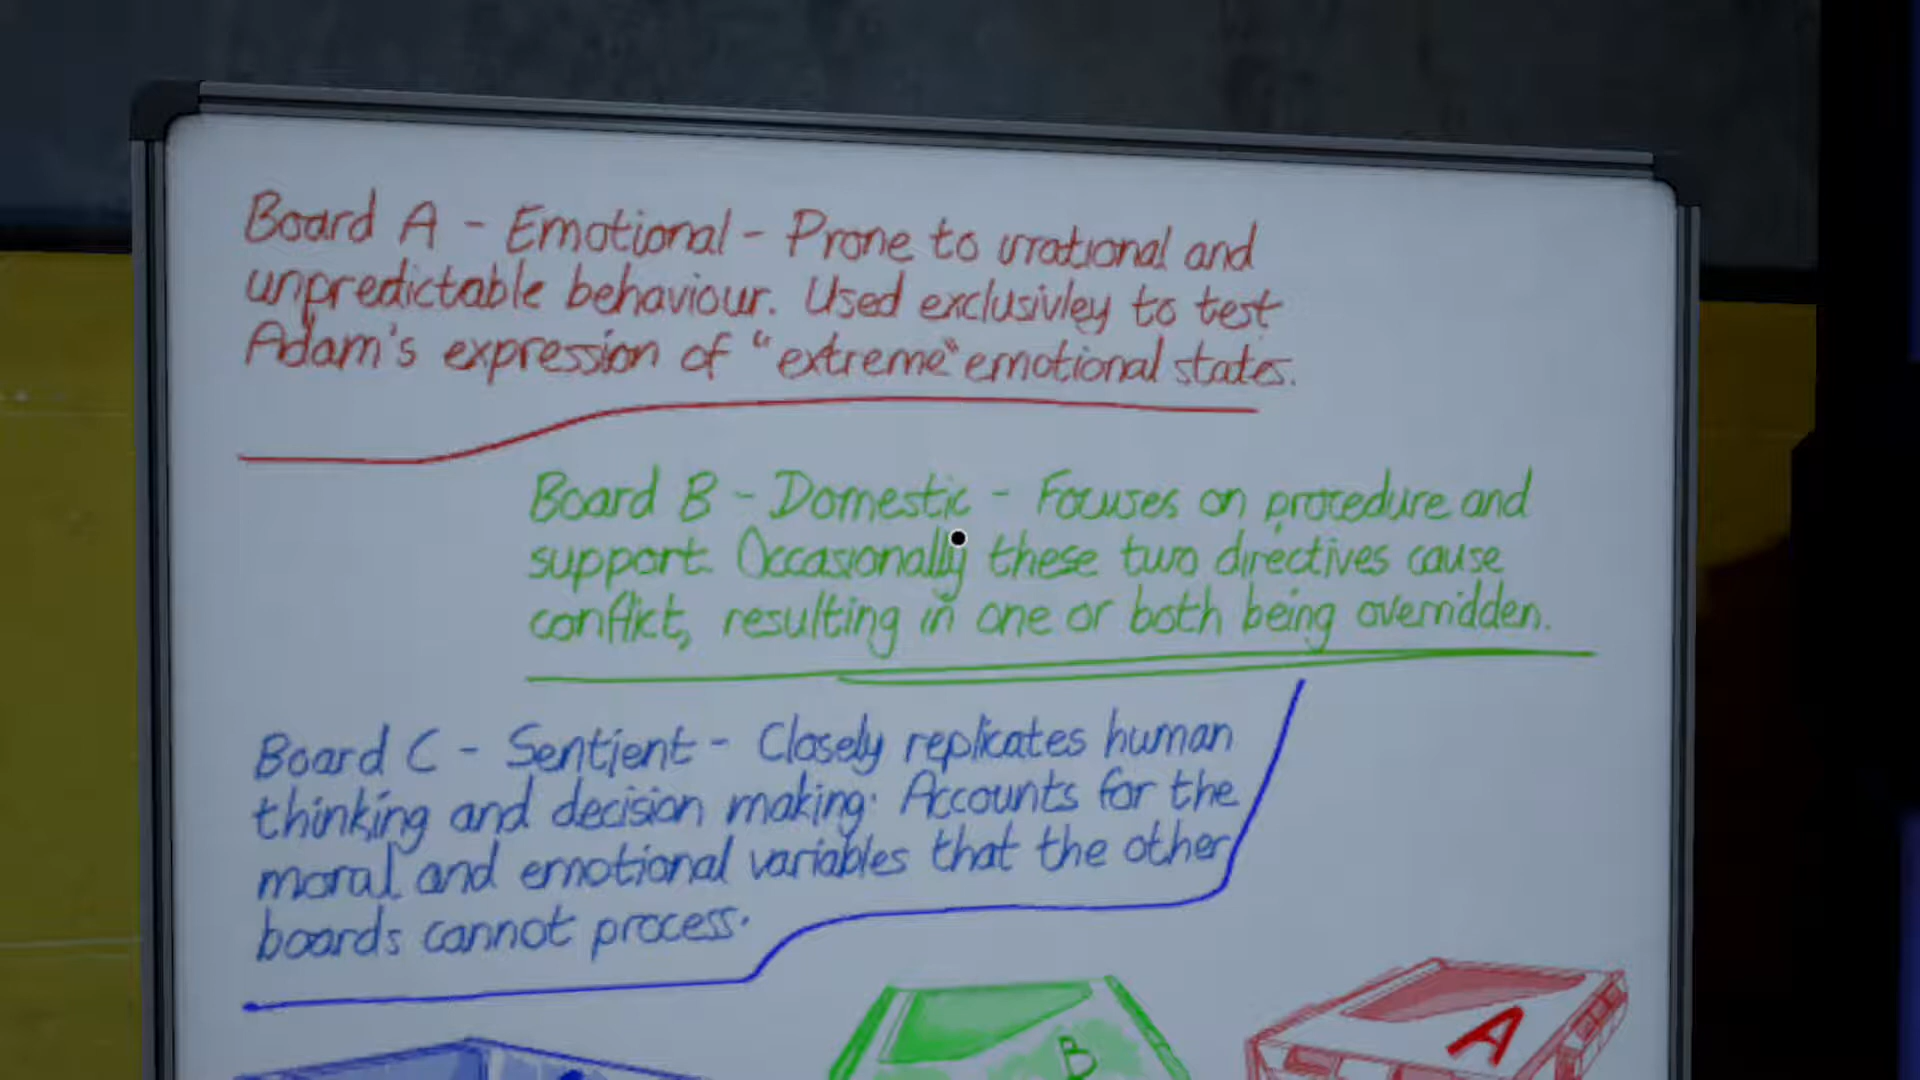 Board A - Emotional - Prone to irrational and
unpredictable behaviour. Used exclusivley to test
Adam's expression of "extreme" emotional states.
Board B - Domestic - Focuses on procedure and
support. Occasionally these two directives cause
conflict, resulting in one or both being overridden.
Board C - Sentient - Closely replicates human
thinking and decision making. Accounts for the
moral and emotional variables that the other
boards cannot process.
B
A